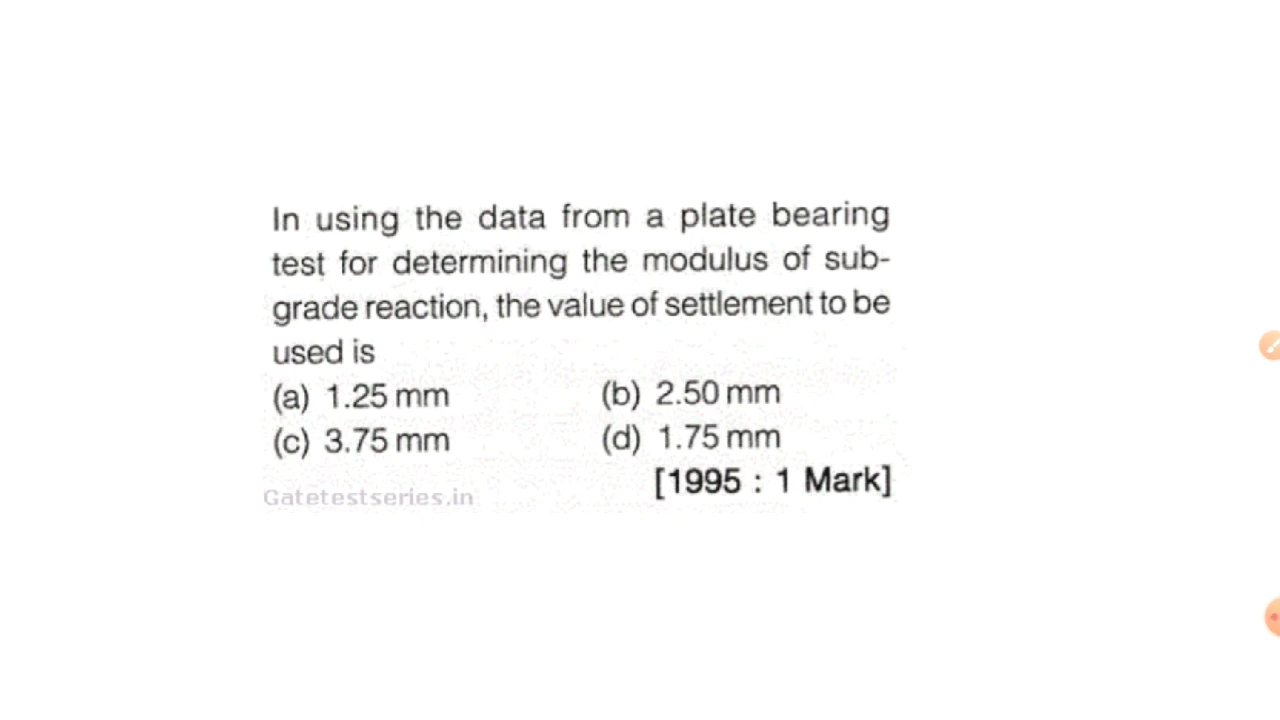 In using the data from a plate bearing
test for determining the modulus of sub-
grade reaction, the value of settlement to be
used is
(a) 1.25 mm (b) 2.50 mm
(c) 3.75 mm (d) 1.75 mm
[1995 : 1 Mark]
Gatetestseries.in